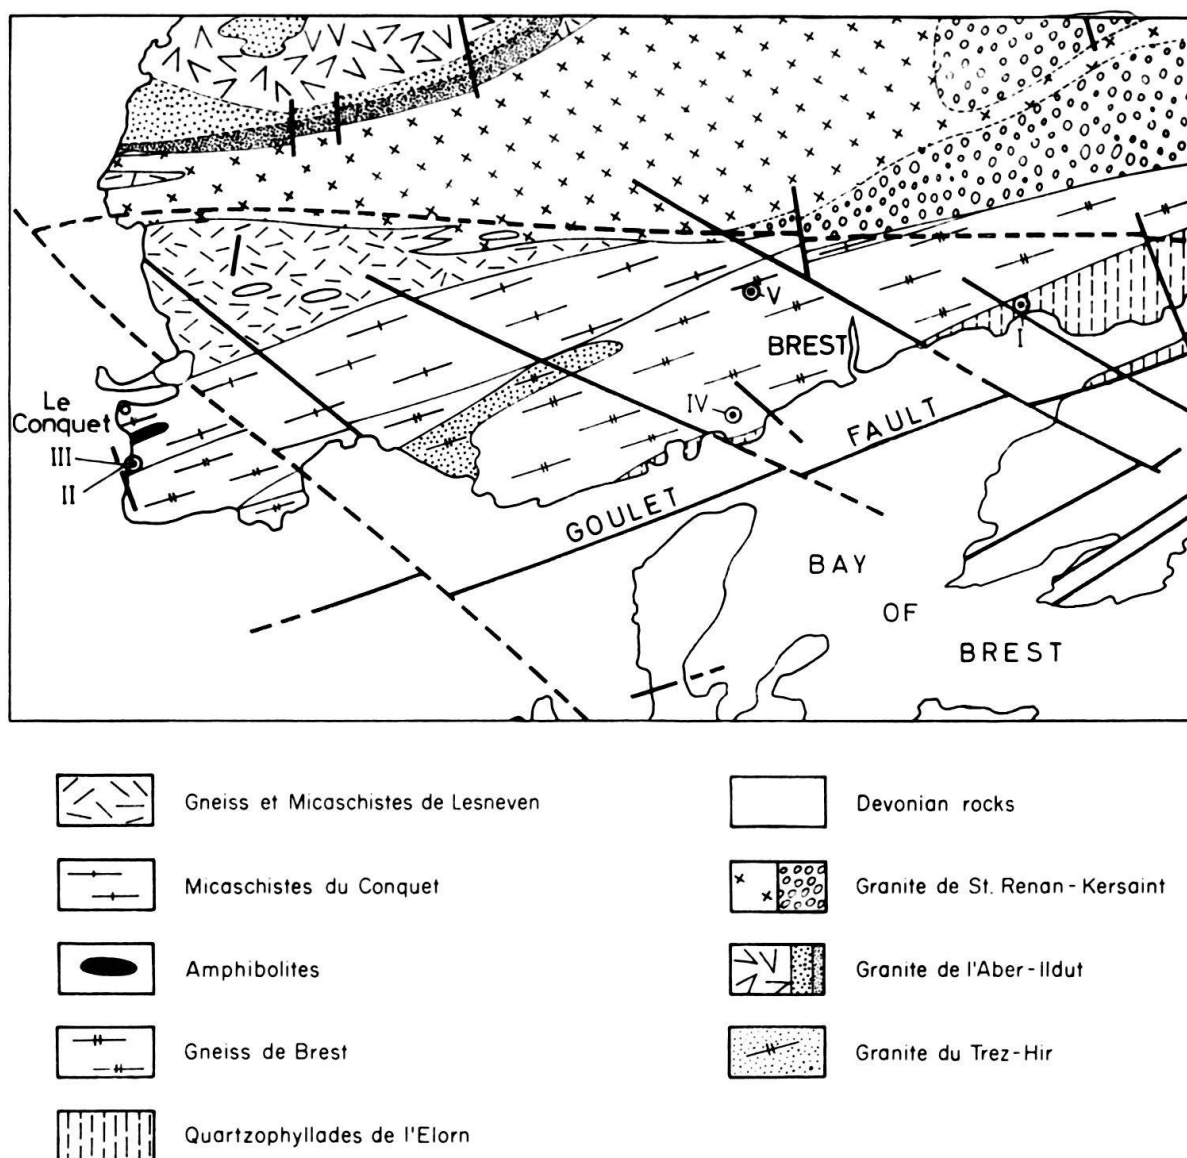 V
I
BREST
Le
Conquet
IV
FAULT
III
II
GOULET
BAY
OF
BREST
Gneiss et Micaschistes de Lesneven
Devonian rocks
Micaschistes du Conquet
Granite de St. Renan - Kersaint
Amphibolites
Granite de l'Aber-Ildut
Gneiss de Brest
Granite du Trez-Hir
Quartzophyllades de l'Elorn